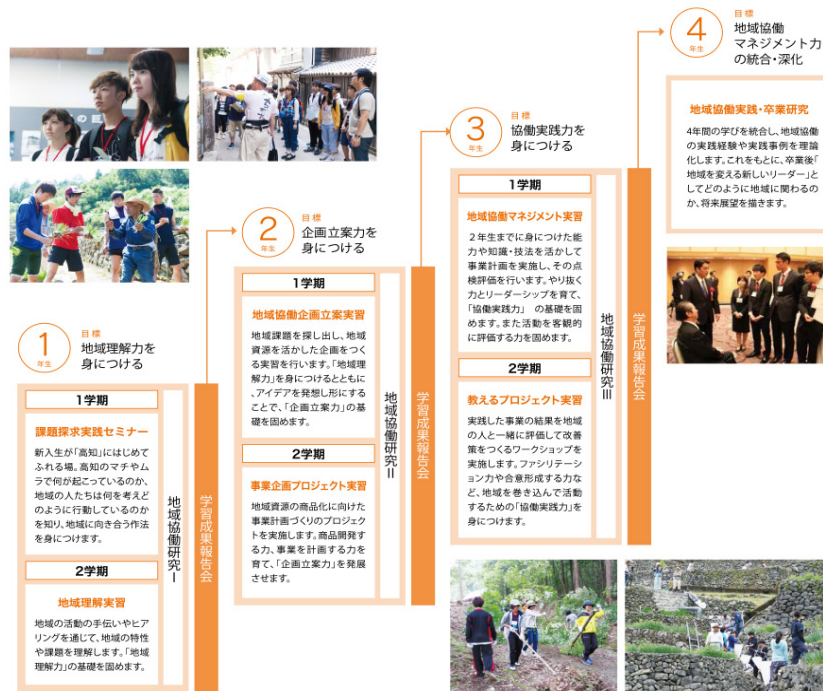 1
年生
目標
地域理解力を
身につける
1学期
課題探求実践セミナー
新入生が「高知」にはじめて
ふれる場。高知のマチやム
ラで何が起こっているのか、
地域の人たちは何を考えど
のように行動しているのか
を知り、地域に向き合う作法
を身につけます。
2学期
地域理解実習
地域の活動の手伝いやヒア
リングを通じて、地域の特性
や課題を理解します。「地域
理解力」の基礎を固めます。
地域協働研究Ⅰ
学習成果報告会
2
年生
目標
企画立案力を
身につける
1学期
地域協働企画立案実習
地域課題を探し出し、地域
資源を活かした企画をつく
る実習を行います。「地域理
解力」を身につけるとともに
、アイデアを発想し形にする
ことで、「企画立案力」の基
礎を固めます。
2学期
事業企画プロジェクト実習
地域資源の商品化に向けた
事業計画づくりのプロジェク
トを実施します。商品開発す
る力、事業を計画する力を
育て、「企画立案力」を発展
させます。
地域協働研究Ⅱ
学習成果報告会
3
年生
目標
協働実践力を
身につける
1学期
地域協働マネジメント実習
２年生までに身につけた能
力や知識・技法を活かして
事業計画を実施し、その点
検評価を行います。やり抜く
力とリーダーシップを育て、
「協働実践力」 の基礎を固
めます。また活動を客観的
に評価する力を固めます。
2学期
教えるプロジェクト実習
実践した事業の結果を地域
の人と一緒に評価して改善
策をつくるワークショップを
実施します。ファシリテーシ
ョン力や合意形成する力な
ど、地域を巻き込んで活動
するための「協働実践力」を
身につけます。
地域協働研究Ⅲ
学習成果報告会
4
年生
目標
地域協働
マネジメント力
の統合・深化
地域協働実践・卒業研究
4年間の学びを統合し、地域協働
の実践経験や実践事例を理論
化します。これをもとに、卒業後「
地域を変える新しいリーダー」と
してどのように地域に関わるの
か、将来展望を描きます。